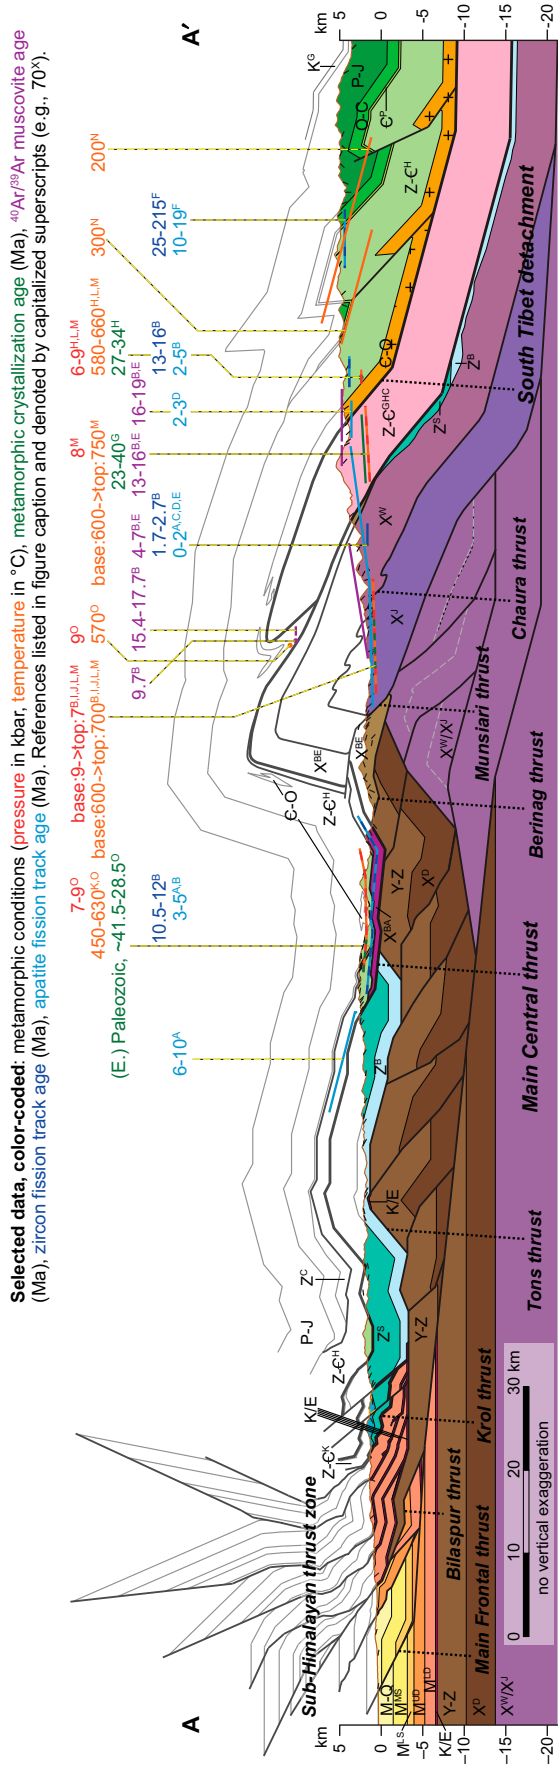 Selected data, color-coded: metamorphic conditions (pressure in kbar, temperature in °C), metamorphic crystallization age (Ma), ⁴⁰Ar/³⁹Ar muscovite age
(Ma), zircon fission track age (Ma), apatite fission track age (Ma). References listed in figure caption and denoted by capitalized superscripts (e.g., 70ˣ).
A
A′
7-9ᴼ
450-630ᴷ·ᴼ
(E.) Paleozoic, ~41.5-28.5ᴼ
10.5-12ᴮ
3-5ᴬ·ᴮ
6-10ᴬ
base:9->top:7ᴮ·ᴵ·ᴶ·ᴸ·ᴹ
base:600->top:700ᴮ·ᴵ·ᴶ·ᴸ·ᴹ
9ᴼ
570ᴼ
9.7ᴮ
15.4-17.7ᴮ
4-7ᴮ·ᴱ
1.7-2.7ᴮ
0-2ᴬ·ꟲ·ᴰ·ᴱ
8ᴹ
base:600->top:750ᴹ
23-40ᴳ
13-16ᴮ·ᴱ
16-19ᴮ·ᴱ
2-3ᴰ
6-9ᴴ·ᴸ·ᴹ
580-660ᴴ·ᴸ·ᴹ
27-34ᴴ
13-16ᴮ
2-5ᴮ
300ᴺ
25-215ꟳ
10-19ꟳ
200ᴺ
km
5
0
-5
-10
-15
-20
km
5
0
-5
-10
-15
-20
Sub-Himalayan thrust zone
Z-Єᴷ
K/E
Z-Єᴴ
P-J
Zꟲ
Є-O
Z-Єᴴ
Xᴮᴱ
Xᴮᴱ
Kᴳ
P-J
O-C
Єᴾ
Z-Єᴴ
Є-O
Z-Єᴳᴴꟲ
Zˢ
Zᴮ
Xᵂ
Xᴶ
Xᵂ/Xᴶ
Y-Z
Xᴰ
Xᴮᴬ
Zᴮ
K/E
Zˢ
Y-Z
M-Q
Mᴹˢ
Mᴸˢ
Mᵁᴰ
Mᴸᴰ
K/E
Y-Z
Xᴰ
Xᵂ/Xᴶ
Main Frontal thrust
Bilaspur thrust
Krol thrust
Tons thrust
Main Central thrust
Berinag thrust
Munsiari thrust
Chaura thrust
South Tibet detachment
0
10
20
30 km
no vertical exaggeration